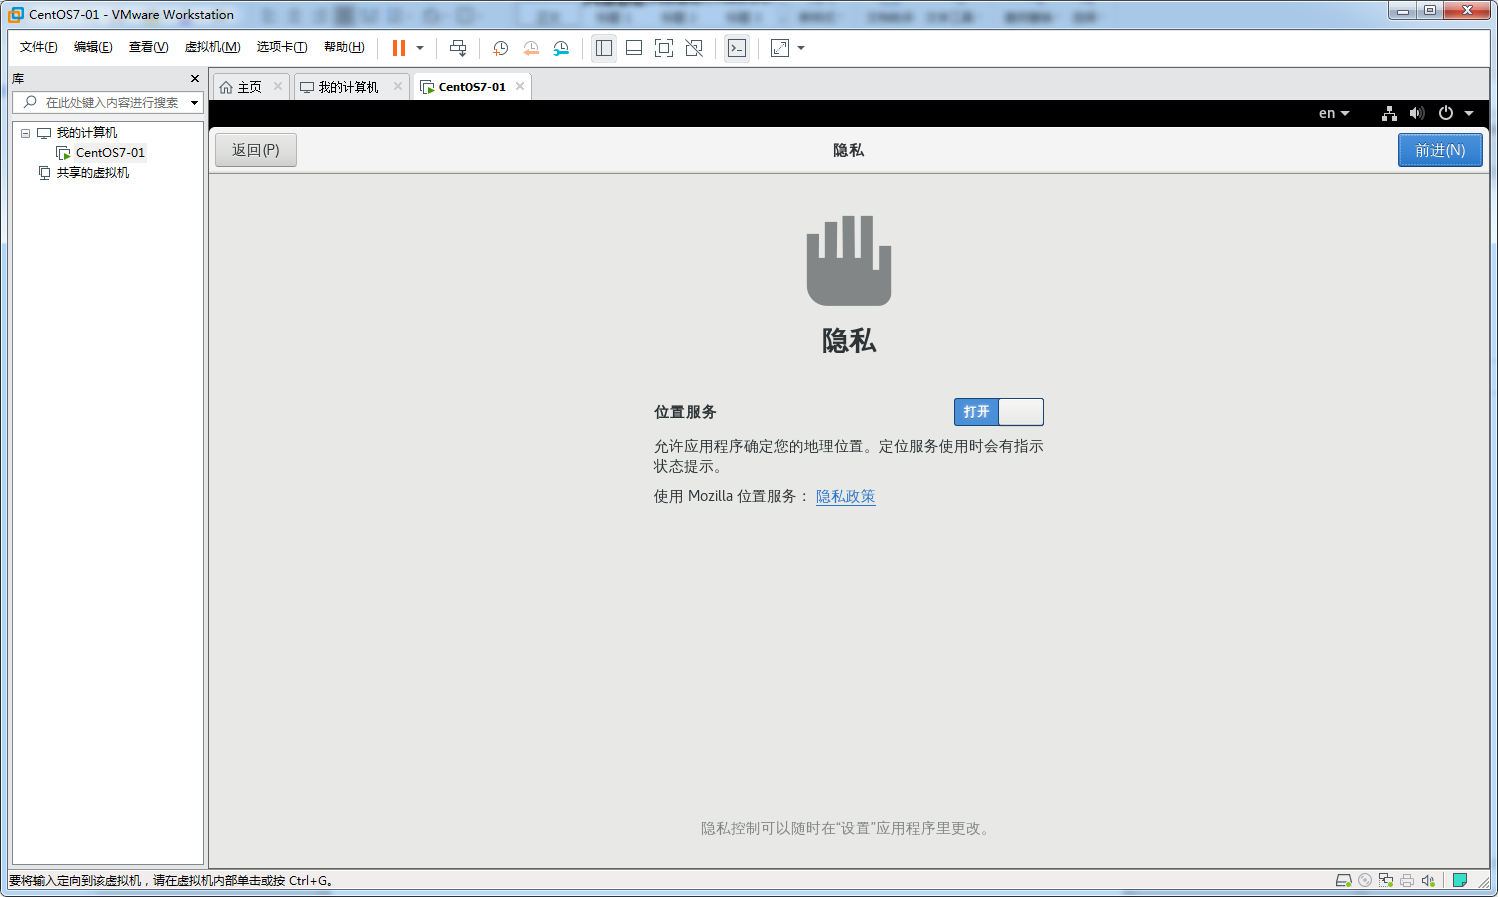 CentOS7-01 - VMware Workstation
文件(F) 编辑(E) 查看(V) 虚拟机(M) 选项卡(T) 帮助(H)
库
在此处键入内容进行搜索
我的计算机
CentOS7-01
共享的虚拟机
主页 我的计算机 CentOS7-01
en
返回(P) 隐私 前进(N)
隐私
位置服务 打开
允许应用程序确定您的地理位置。定位服务使用时会有指示
状态提示。
使用 Mozilla 位置服务： 隐私政策
隐私控制可以随时在“设置”应用程序里更改。
要将输入定向到该虚拟机，请在虚拟机内部单击或按 Ctrl+G。